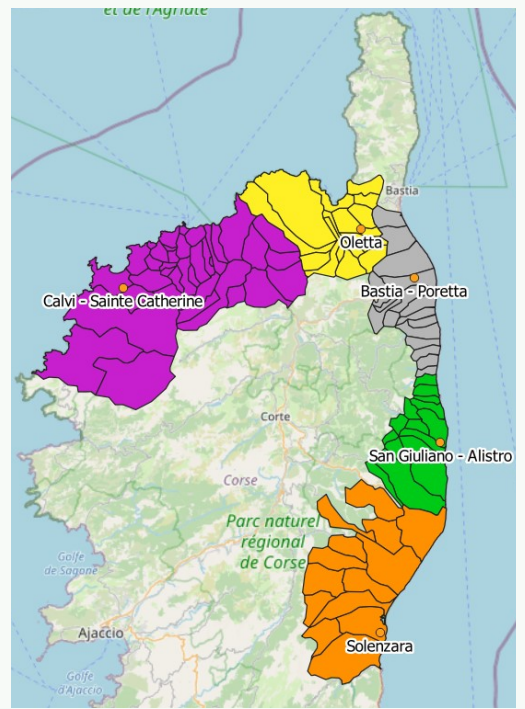 et de l'Agriate
Bastia
Oletta
Bastia - Poretta
Calvi - Sainte Catherine
Corte
San Giuliano - Alistro
Corse
Parc naturel
régional
de Corse
Golfe
de Sagone
Ajaccio
Solenzara
Golfe
d'Ajaccio